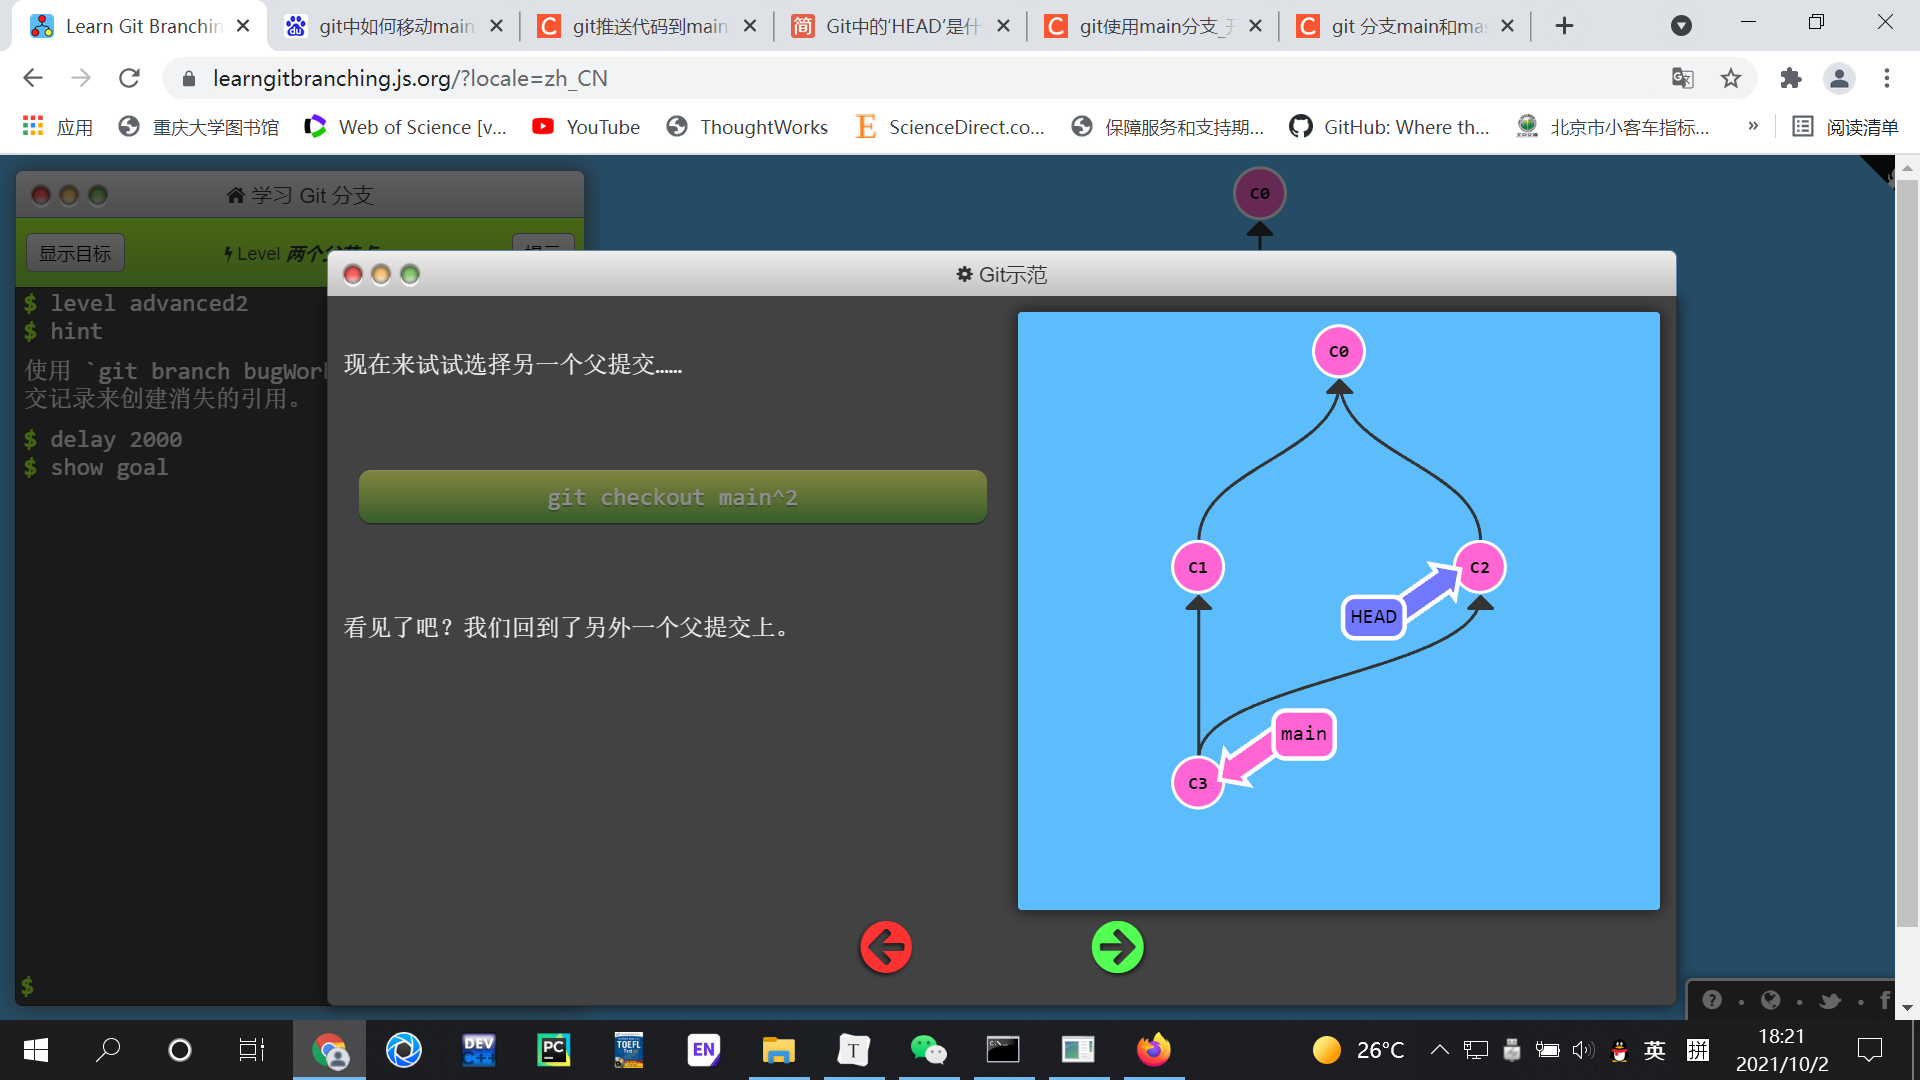 Learn Git Branchin
git中如何移动main
git推送代码到main
Git中的‘HEAD’是什
git使用main分支_
git 分支main和mas
learngitbranching.js.org/?locale=zh_CN
应用
重庆大学图书馆
Web of Science [v...
YouTube
ThoughtWorks
ScienceDirect.co...
保障服务和支持期...
GitHub: Where th...
北京市小客车指标...
»
阅读清单
学习 Git 分支
显示目标
Level 两个父节点
提示
$ level advanced2
$ hint
使用 `git branch bugWor
交记录来创建消失的引用。
$ delay 2000
$ show goal
$
C0
Git示范
现在来试试选择另一个父提交……
git checkout main^2
看见了吧？我们回到了另外一个父提交上。
C0
C1
C2
HEAD
main
C3
DEV
C++
PC
TOEFL
EN
T
26°C
英
拼
18:21
2021/10/2